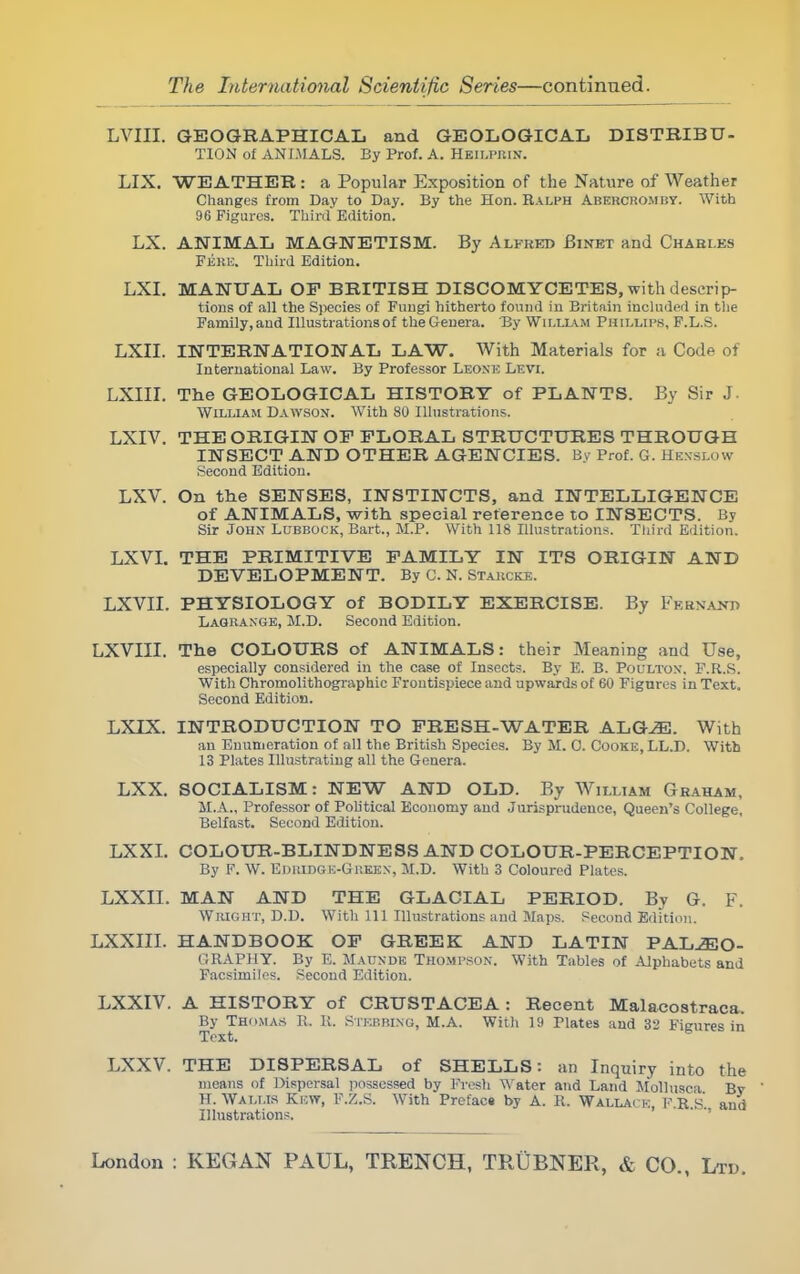 The International Scientific Series—continued.
LVIII. GEOGRAPHICAL and GEOLOGICAL DISTRIBU-
TION of ANIMALS. By Prof. A. HEILPRIN.
LIX. WEATHER: a Popular Exposition of the Nature of Weather
Changes from Day to Day. By the Hon. RALPH ABERCROMBY. With
96 Figures. Third Edition.
LX. ANIMAL MAGNETISM. By ALFRED BINET and CHARLES
FÉRÉ. Third Edition.
LXI. MANUAL OF BRITISH DISCOMYCETES, with descrip-
tions of all the Species of Fungi hitherto found in Britain included in the
Family, and Illustrations of the Genera. By WILLIAM PHILLIPS, F.L.S.
LXII. INTERNATIONAL LAW. With Materials for a Code of
International Law. By Professor LEONE LEVI.
LXIII. The GEOLOGICAL HISTORY of PLANTS. By Sir J.
WILLIAM DAWSON. With 80 Illustrations.
LXIV. THE ORIGIN OF FLORAL STRUCTURES THROUGH
INSECT AND OTHER AGENCIES. By Prof. G. HENSLOW
Second Edition.
LXV. On the SENSES, INSTINCTS, and INTELLIGENCE
of ANIMALS, with special reference to INSECTS. By
Sir JOHN LUBBOCK, Bart., M.P. With 118 Illustrations. Third Edition.
LXVI. THE PRIMITIVE FAMILY IN ITS ORIGIN AND
DEVELOPMENT. By C. N. STARCKE.
LXVII. PHYSIOLOGY of BODILY EXERCISE. By FERNAND
LAGRANGE, M.D. Second Edition.
LXVIII. The COLOURS of ANIMALS: their Meaning and Use,
especially considered in the case of Insects. By E. B. POULTON. F.R.S.
With Chromolithographic Frontispiece and upwards of 60 Figures in Text.
Second Edition.
LXIX. INTRODUCTION TO FRESH-WATER ALGÆ. With
an Enumeration of all the British Species. By M. C. COOKE, LL.D. With
13 Plates Illustrating all the Genera.
LXX. SOCIALISM: NEW AND OLD. By WILLIAM GRAHAM,
M.A., Professor of Political Economy and Jurisprudence, Queen's College,
Belfast. Second Edition.
LXXI. COLOUR-BLINDNESS AND COLOUR-PERCEPTION.
By F. W. EDRIDGE-GREEN, M.D. With 3 Coloured Plates.
LXXII. MAN AND THE GLACIAL PERIOD. By G. F.
WRIGHT, D.D. With 111 Illustrations and Maps. Second Edition.
LXXIII. HANDBOOK OF GREEK AND LATIN PALÆO-
GRAPHY. By E. MAUNDE THOMPSON. With Tables of Alphabets and
Facsimiles. Second Edition.
LXXIV. A HISTORY of CRUSTACEA: Recent Malacostraca.
By THOMAS R. R. STEBBING, M.A. With 19 Plates and 32 Figures in
Text.
LXXV. THE DISPERSAL of SHELLS: an Inquiry into the
means of Dispersal possessed by Fresh Water and Land Mollusca. By
H. WALLIS KEW, F.Z.S. With Preface by A. R. WALLACE, F.R.S., and
Illustrations.
London : KEGAN PAUL, TRENCH, TRÜBNER, & CO., LTD.